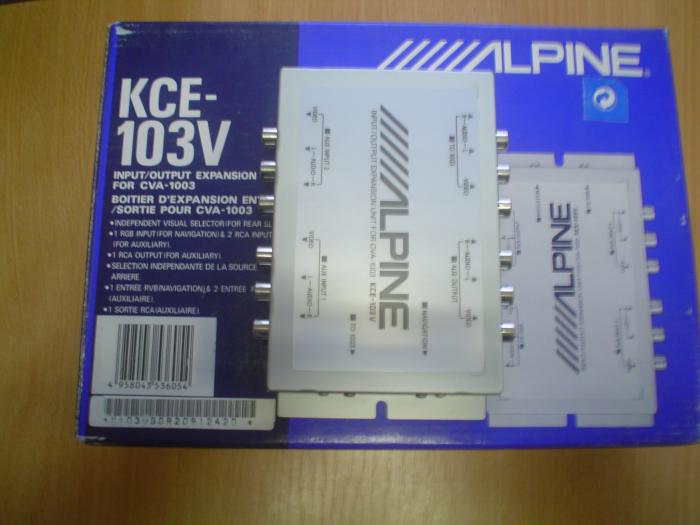 ALPINE
KCE-
103V
INPUT/OUTPUT EXPANSION
FOR CVA-1003
BOITIER D'EXPANSION
/SORTIE POUR CVA-1003
•INDEPENDENT VISUAL SELECTOR(FOR REAR
•1 RGB INPUT(FOR NAVIGATION)& 2 RCA INPUT
(FOR AUXILIARY).
•1 RCA OUTPUT(FOR AUXILIARY).
•SELECTION INDEPENDANTE DE LA SOURCE
ARRIERE.
•1 ENTRÉE RVB(NAVIGATION),& 2 ENTRÉE
(AUXILIAIRE).
•1 SORTIE RCA(AUXILIAIRE).
4 958043 536054
VIDEO
L—AUDIO—R
AUX INPUT 2
VIDEO
L—AUDIO—R
AUX INPUT 1
TO 1003
ALPINE
INPUT/OUTPUT EXPANSION UNIT FOR CVA-1003 KCE-103V
R—AUDIO—L
VIDEO
TO 1003
R—AUDIO—L
VIDEO
AUX OUTPUT
NAVIGATION
ALPINE